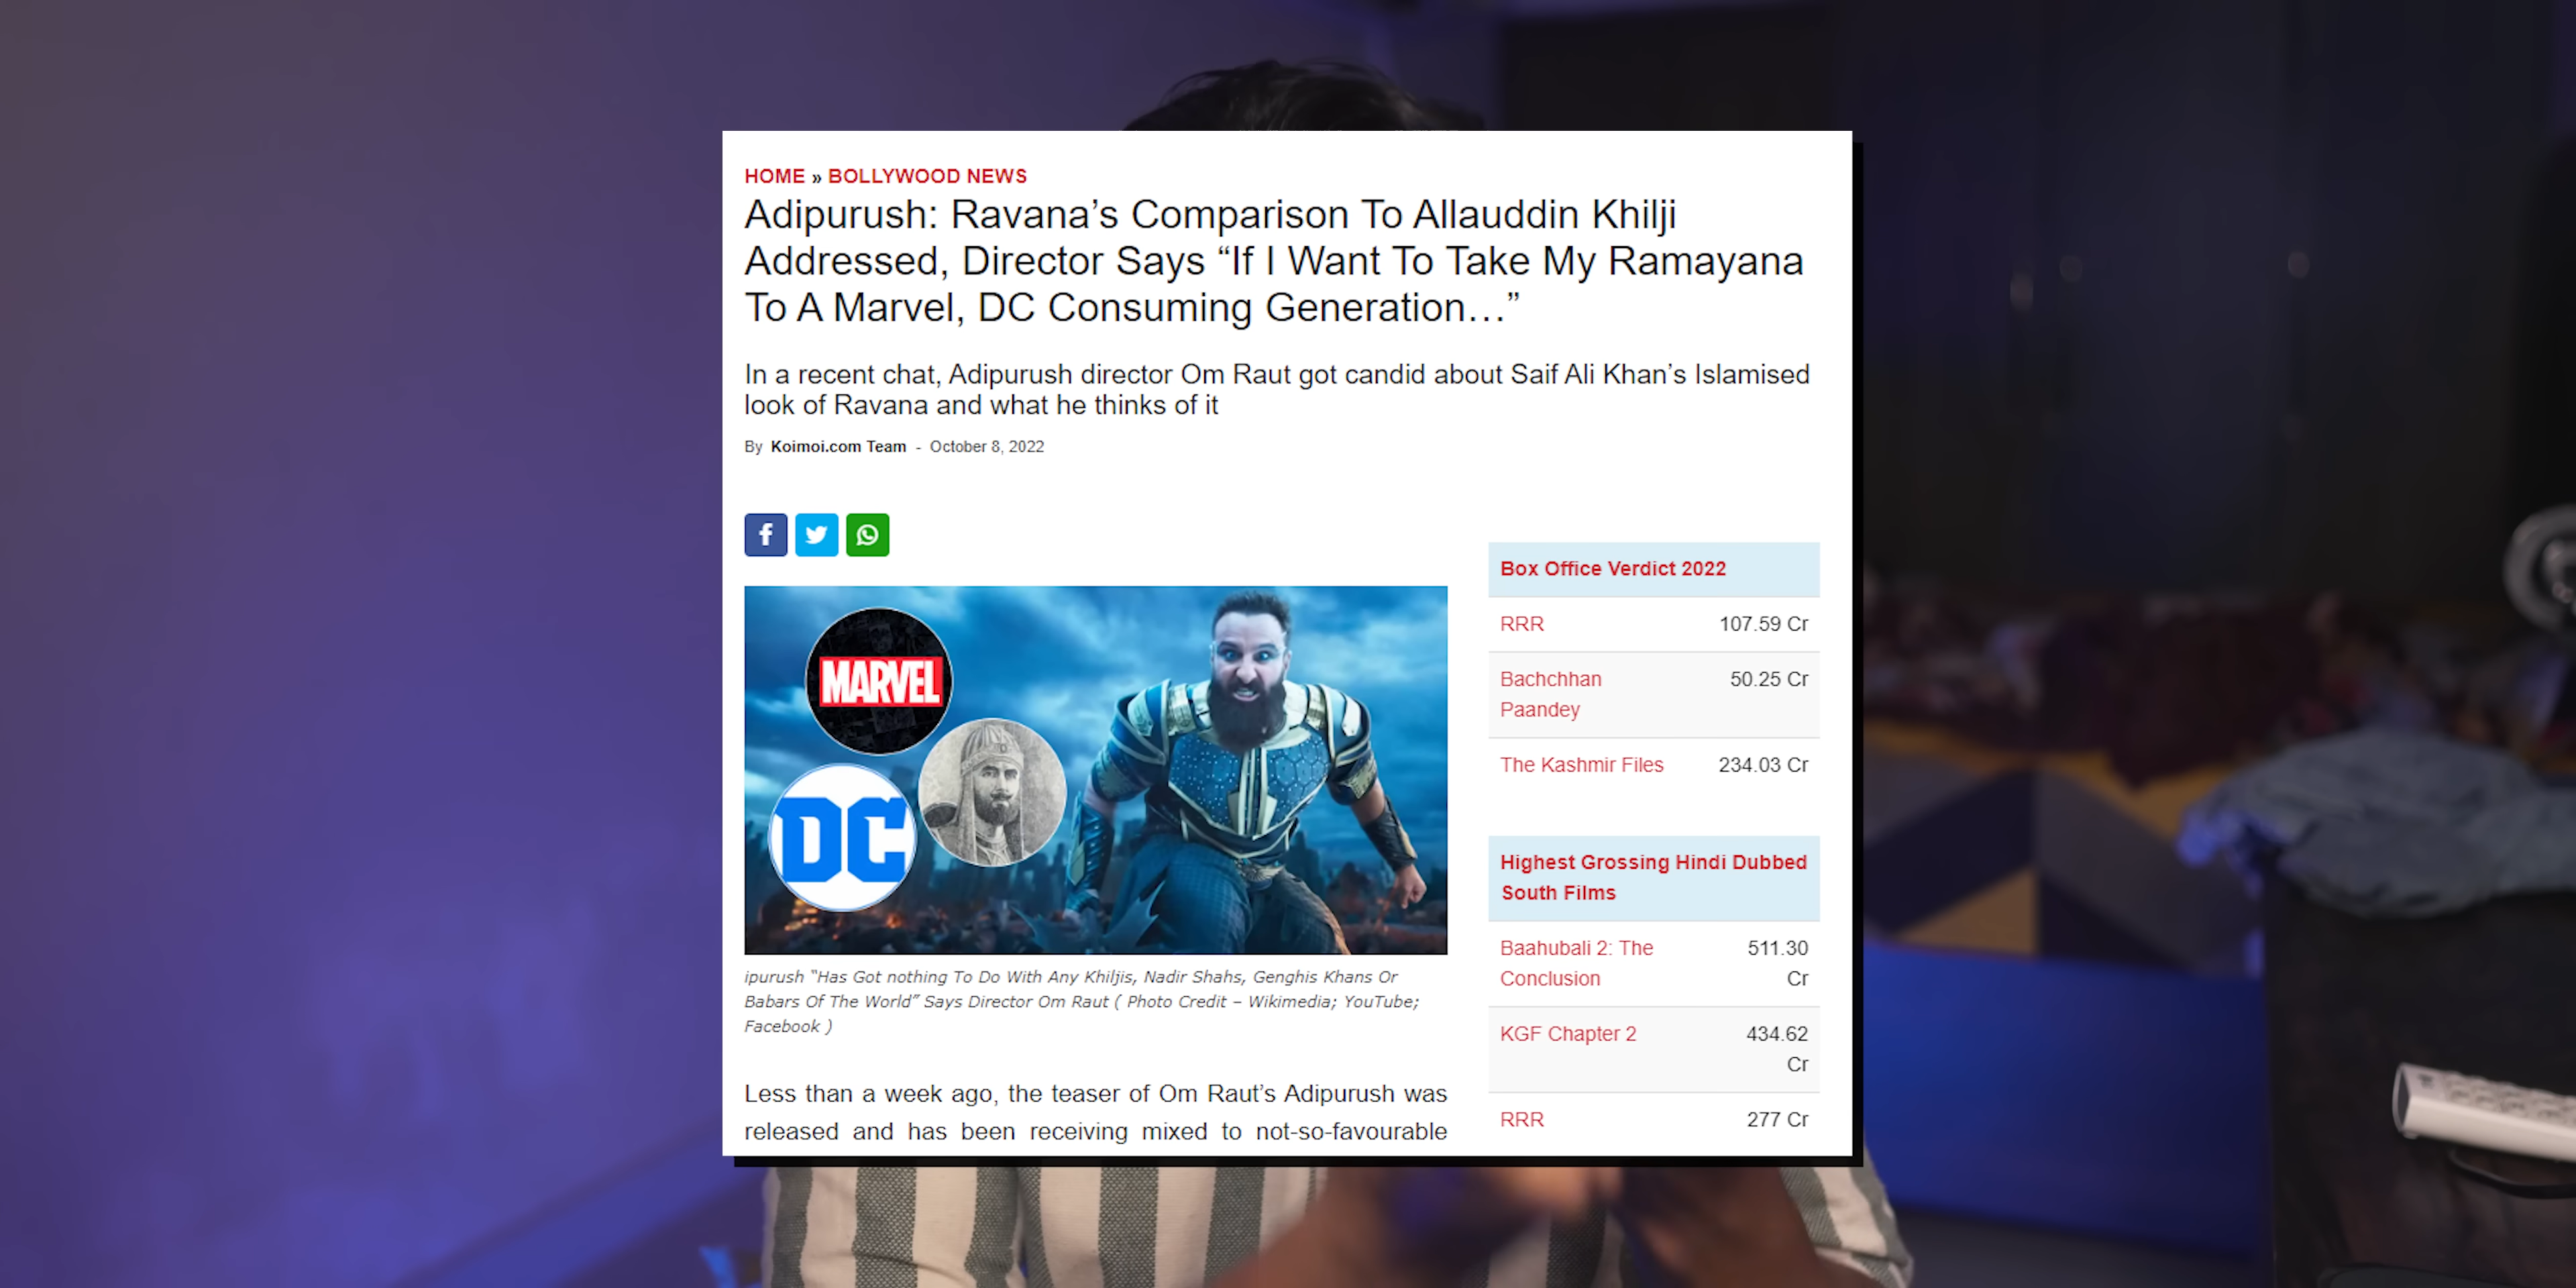 HOME » BOLLYWOOD NEWS
Adipurush: Ravana’s Comparison To Allauddin Khilji
Addressed, Director Says “If I Want To Take My Ramayana
To A Marvel, DC Consuming Generation…”
In a recent chat, Adipurush director Om Raut got candid about Saif Ali Khan’s Islamised
look of Ravana and what he thinks of it
By Koimoi.com Team - October 8, 2022
f
MARVEL
DC
ipurush “Has Got nothing To Do With Any Khiljis, Nadir Shahs, Genghis Khans Or
Babars Of The World” Says Director Om Raut ( Photo Credit – Wikimedia; YouTube;
Facebook )
Less than a week ago, the teaser of Om Raut’s Adipurush was
released and has been receiving mixed to not-so-favourable
Box Office Verdict 2022
RRR 107.59 Cr
Bachchhan 50.25 Cr
Paandey
The Kashmir Files 234.03 Cr
Highest Grossing Hindi Dubbed
South Films
Baahubali 2: The 511.30
Conclusion Cr
KGF Chapter 2 434.62
Cr
RRR 277 Cr